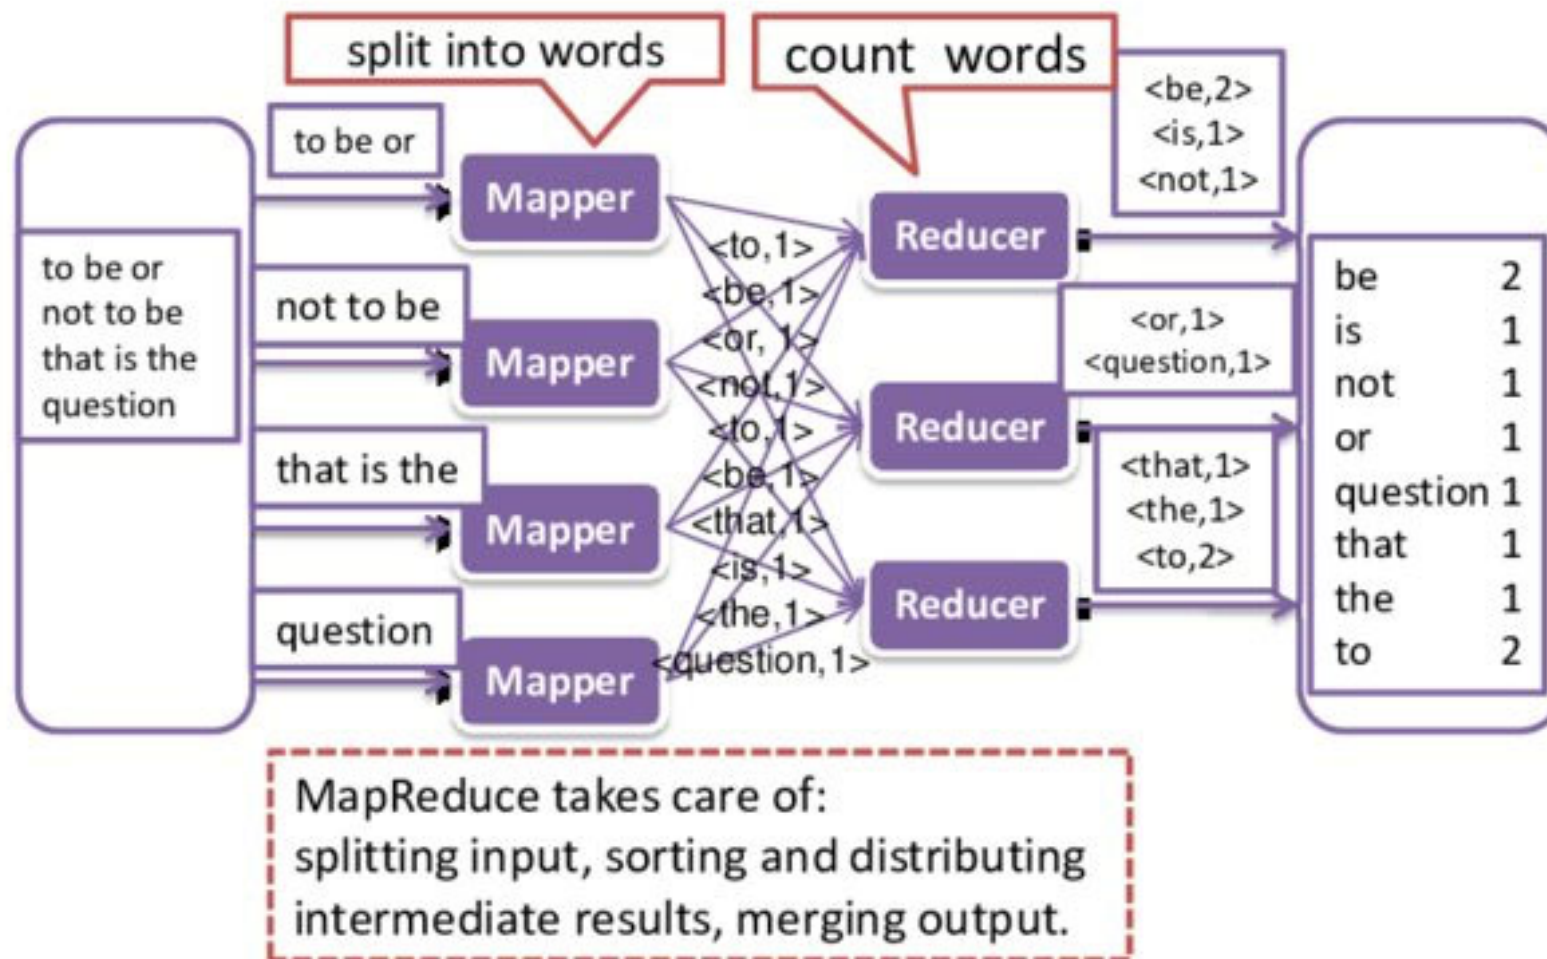 split into words
count words
to be or
not to be
that is the
question
to be or
not to be
that is the
question
Mapper
Mapper
Mapper
Mapper
<to,1>
<be,1>
<or, 1>
<not,1>
<to,1>
<be,1>
<that,1>
<is,1>
<the,1>
<question,1>
Reducer
Reducer
Reducer
<be,2>
<is,1>
<not,1>
<or,1>
<question,1>
<that,1>
<the,1>
<to,2>
be 2
is 1
not 1
or 1
question 1
that 1
the 1
to 2
MapReduce takes care of:
splitting input, sorting and distributing
intermediate results, merging output.